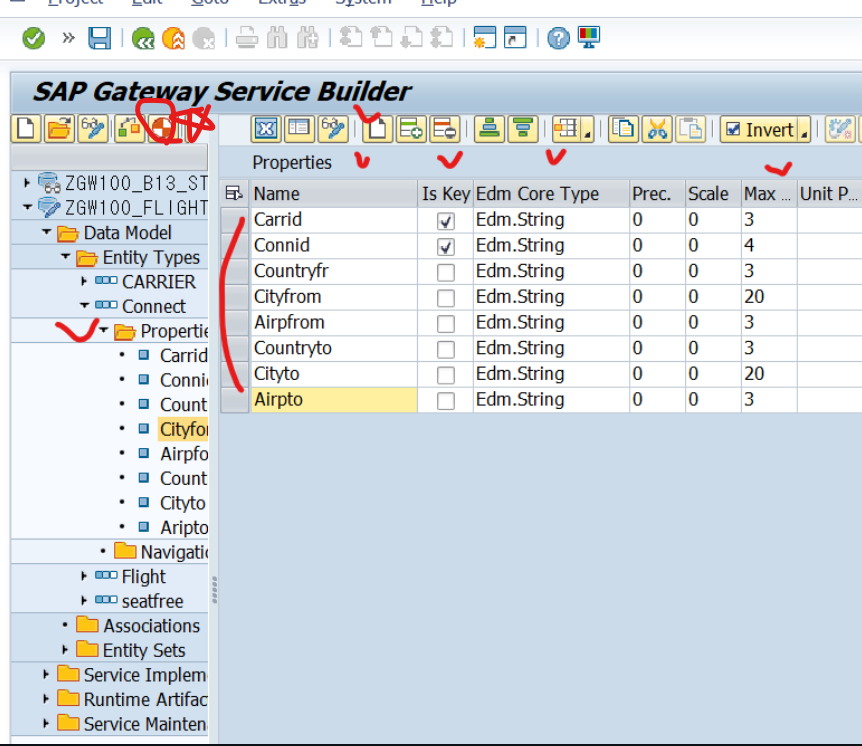 Project Edit Goto Extras System Help
SAP Gateway Service Builder
Invert
Properties
ZGW100_B13_ST
ZGW100_FLIGHT
Data Model
Entity Types
CARRIER
Connect
Propertie
Carrid
Conni
Count
Cityfor
Airpfo
Count
Cityto
Aripto
Navigatio
Flight
seatfree
Associations
Entity Sets
Service Implem
Runtime Artifac
Service Mainten
Name Is Key Edm Core Type Prec. Scale Max ... Unit P...
Carrid Edm.String 0 0 3
Connid Edm.String 0 0 4
Countryfr Edm.String 0 0 3
Cityfrom Edm.String 0 0 20
Airpfrom Edm.String 0 0 3
Countryto Edm.String 0 0 3
Cityto Edm.String 0 0 20
Airpto Edm.String 0 0 3